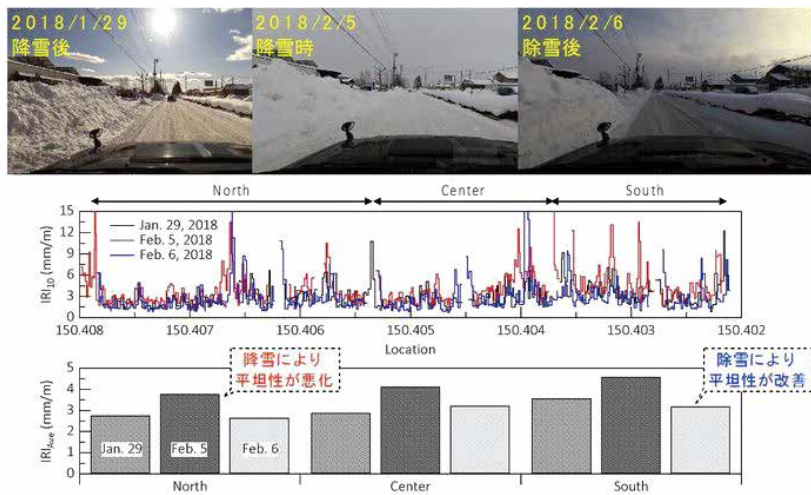 2018/1/29
降雪後
2018/2/5
降雪時
2018/2/6
除雪後
North
Center
South
IRI10 (mm/m)
15
12
9
6
3
0
Jan. 29, 2018
Feb. 5, 2018
Feb. 6, 2018
150.408
150.407
150.406
150.405
150.404
150.403
150.402
Location
降雪により
平坦性が悪化
除雪により
平坦性が改善
IRIAve (mm/m)
5
4
3
2
1
0
Jan. 29
Feb. 5
Feb. 6
North
Center
South